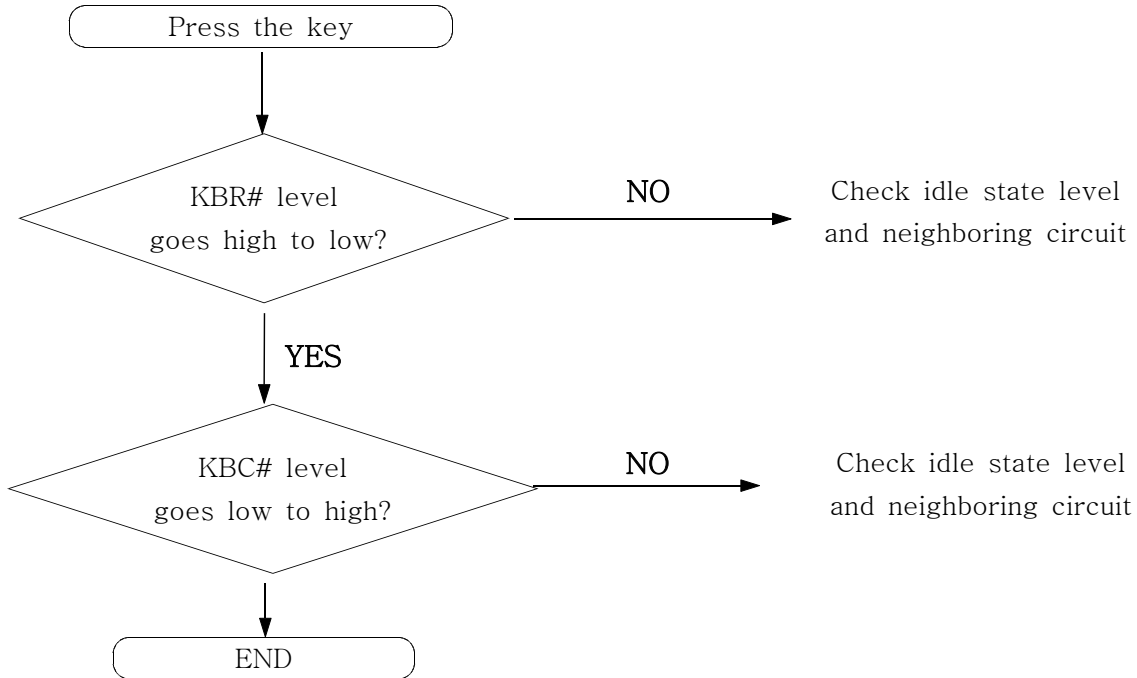 Press the key
KBR# level
goes high to low?
NO
Check idle state level
and neighboring circuit
YES
KBC# level
goes low to high?
NO
Check idle state level
and neighboring circuit
END